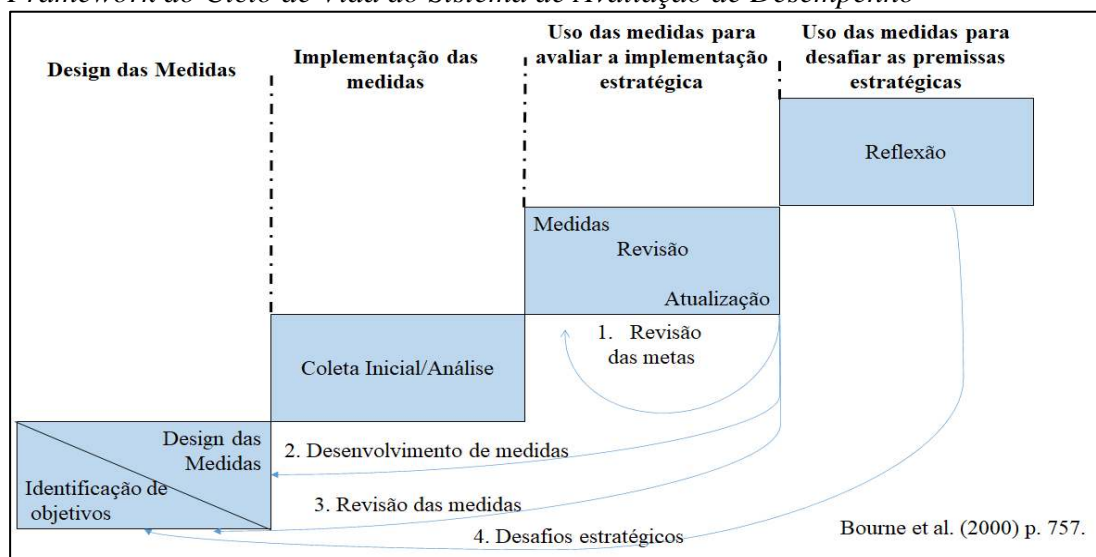 Framework do Ciclo de Vida do Sistema de Avaliação de Desempenho
Design das Medidas
Implementação das
medidas
Uso das medidas para
avaliar a implementação
estratégica
Uso das medidas para
desafiar as premissas
estratégicas
Reflexão
Medidas
Revisão
Atualização
1. Revisão
das metas
Coleta Inicial/Análise
Design das
Medidas
Identificação de
objetivos
2. Desenvolvimento de medidas
3. Revisão das medidas
4. Desafios estratégicos
Bourne et al. (2000) p. 757.